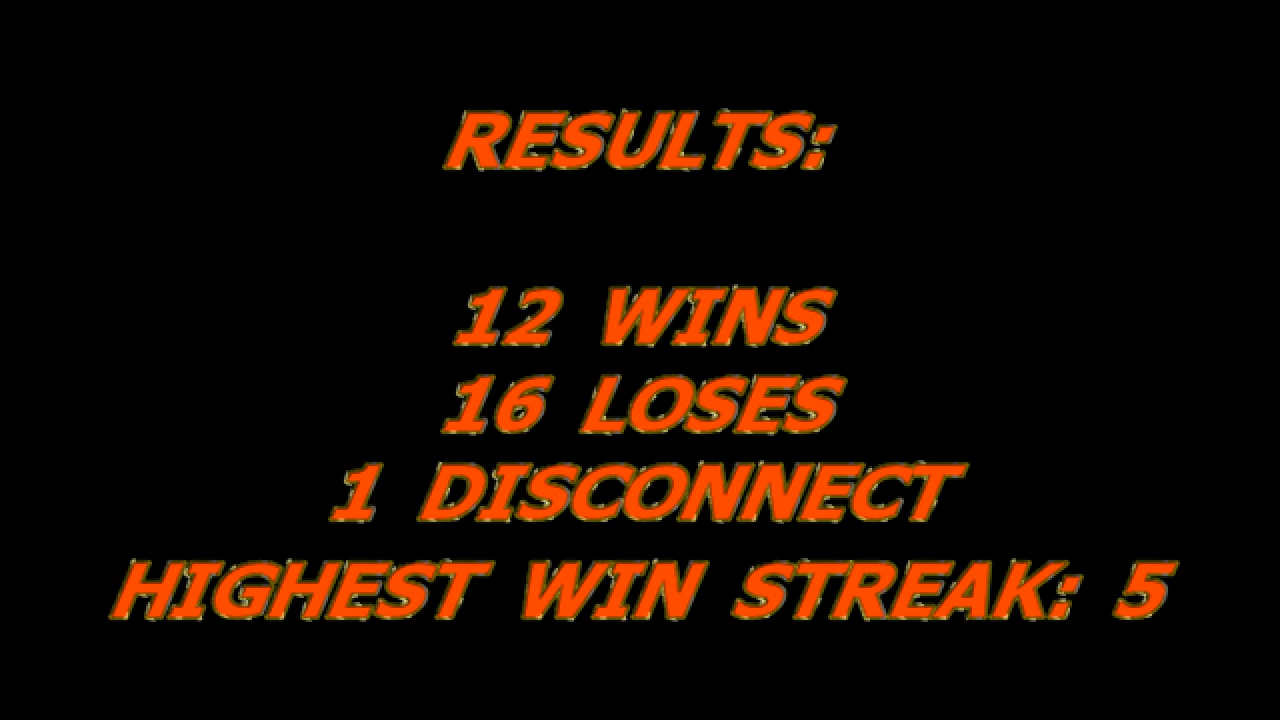 RESULTS:
12 WINS
16 LOSES
1 DISCONNECT
HIGHEST WIN STREAK: 5